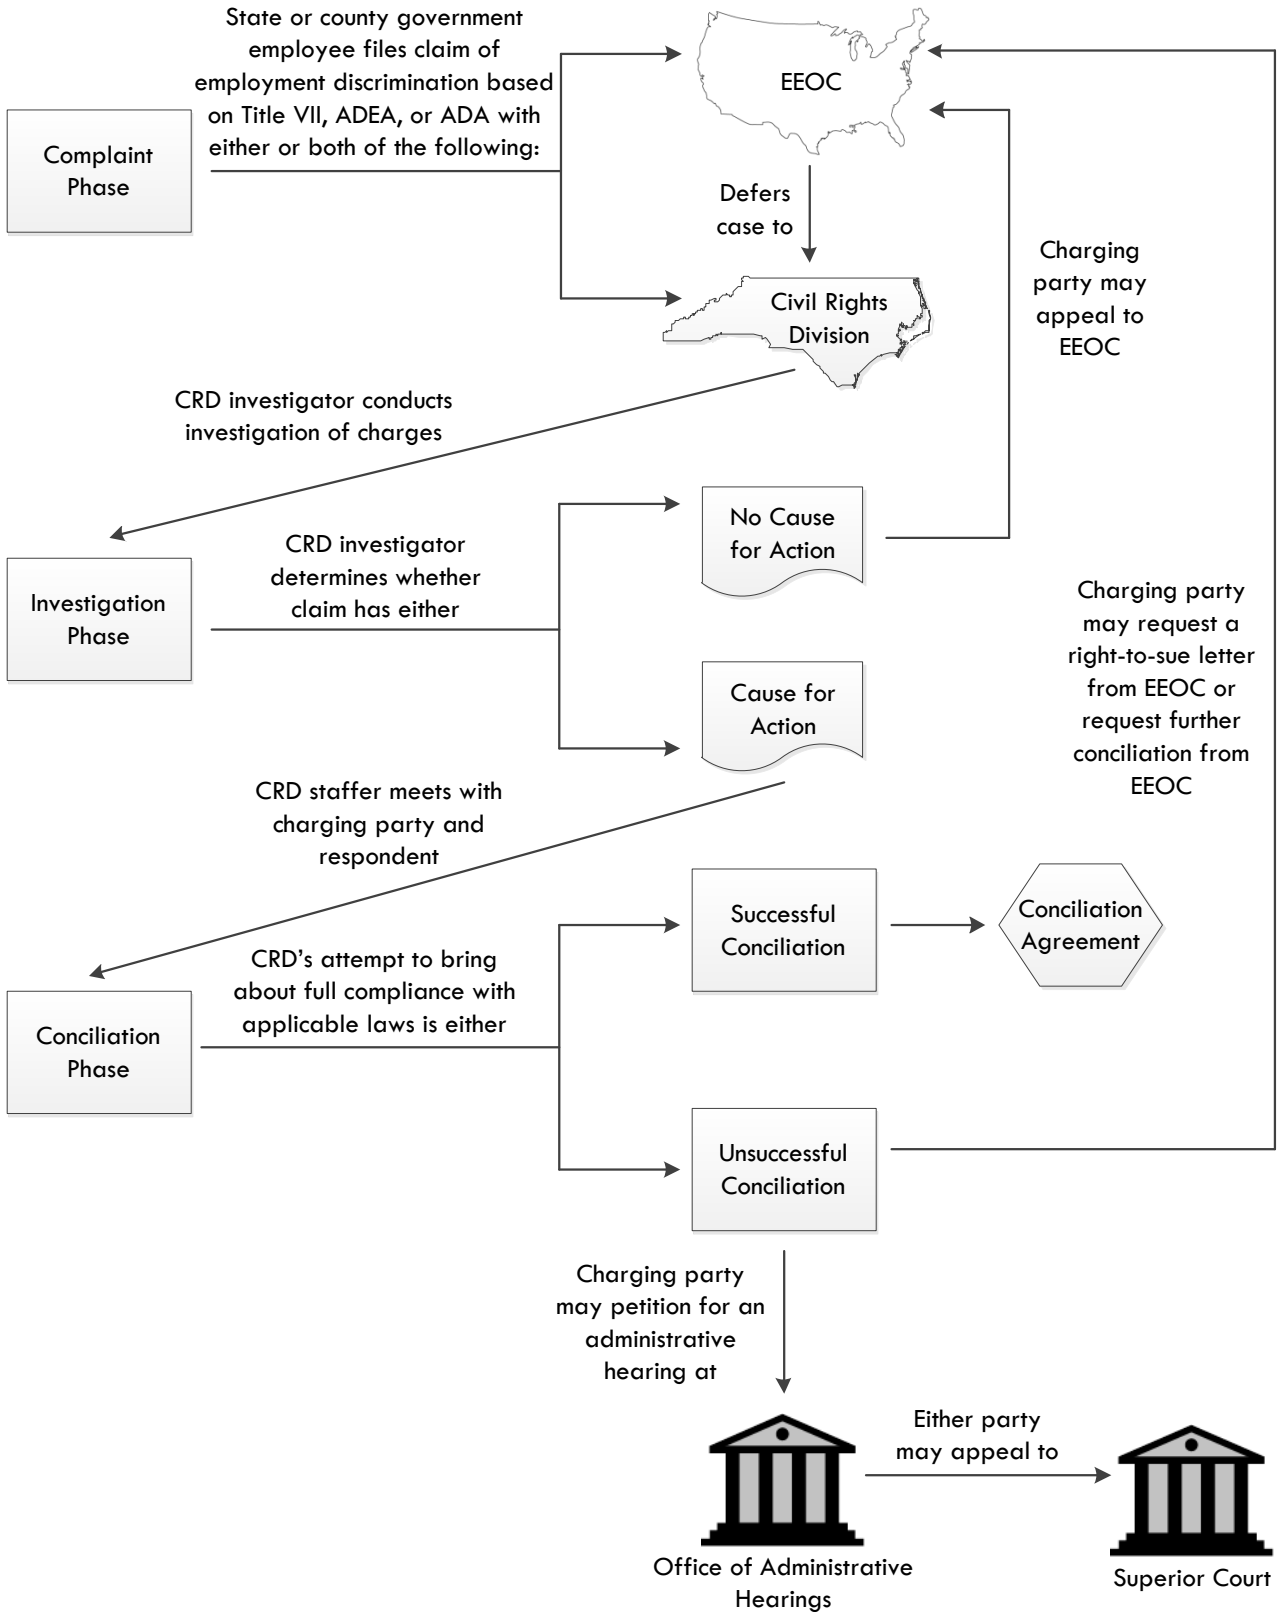 State or county government
employee files claim of
employment discrimination based
on Title VII, ADEA, or ADA with
either or both of the following:
Complaint
Phase
EEOC
Defers
case to
Civil Rights
Division
Charging
party may
appeal to
EEOC
CRD investigator conducts
investigation of charges
Investigation
Phase
CRD investigator
determines whether
claim has either
No Cause
for Action
Cause for
Action
Charging party
may request a
right-to-sue letter
from EEOC or
request further
conciliation from
EEOC
CRD staffer meets with
charging party and
respondent
Conciliation
Phase
CRD’s attempt to bring
about full compliance with
applicable laws is either
Successful
Conciliation
Conciliation
Agreement
Unsuccessful
Conciliation
Charging party
may petition for an
administrative
hearing at
Either party
may appeal to
Office of Administrative
Hearings
Superior Court